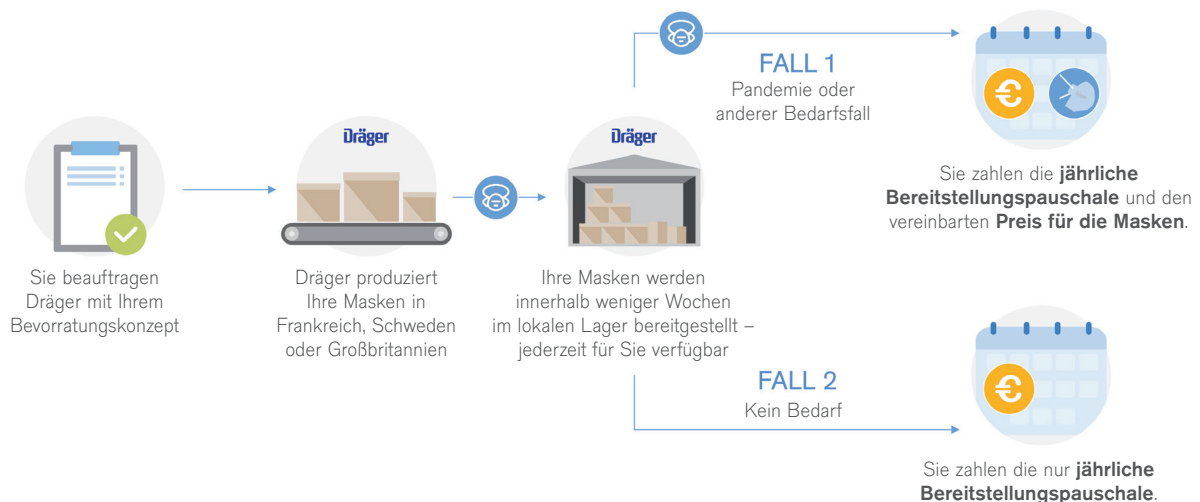 Dräger
Dräger
Sie beauftragen
Dräger mit Ihrem
Bevorratungskonzept
Dräger produziert
Ihre Masken in
Frankreich, Schweden
oder Großbritannien
Ihre Masken werden
innerhalb weniger Wochen
im lokalen Lager bereitgestellt –
jederzeit für Sie verfügbar
FALL 1
Pandemie oder
anderer Bedarfsfall
€
Sie zahlen die jährliche
Bereitstellungspauschale und den
vereinbarten Preis für die Masken.
FALL 2
Kein Bedarf
€
Sie zahlen die nur jährliche
Bereitstellungspauschale.